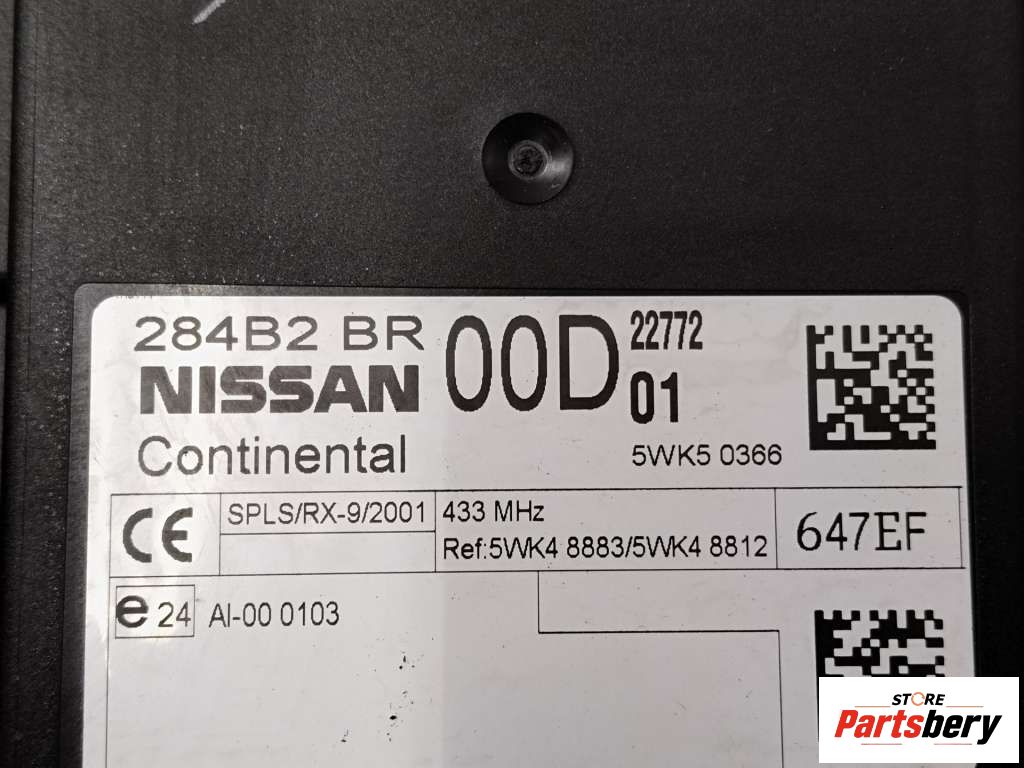 284B2 BR 00D 22772
NISSAN 01
Continental 5WK5 0366
CE SPLS/RX-9/2001 433 MHz
Ref:5WK4 8883/5WK4 8812 647EF
e 24 AI-00 0103
STORE
Partsbery